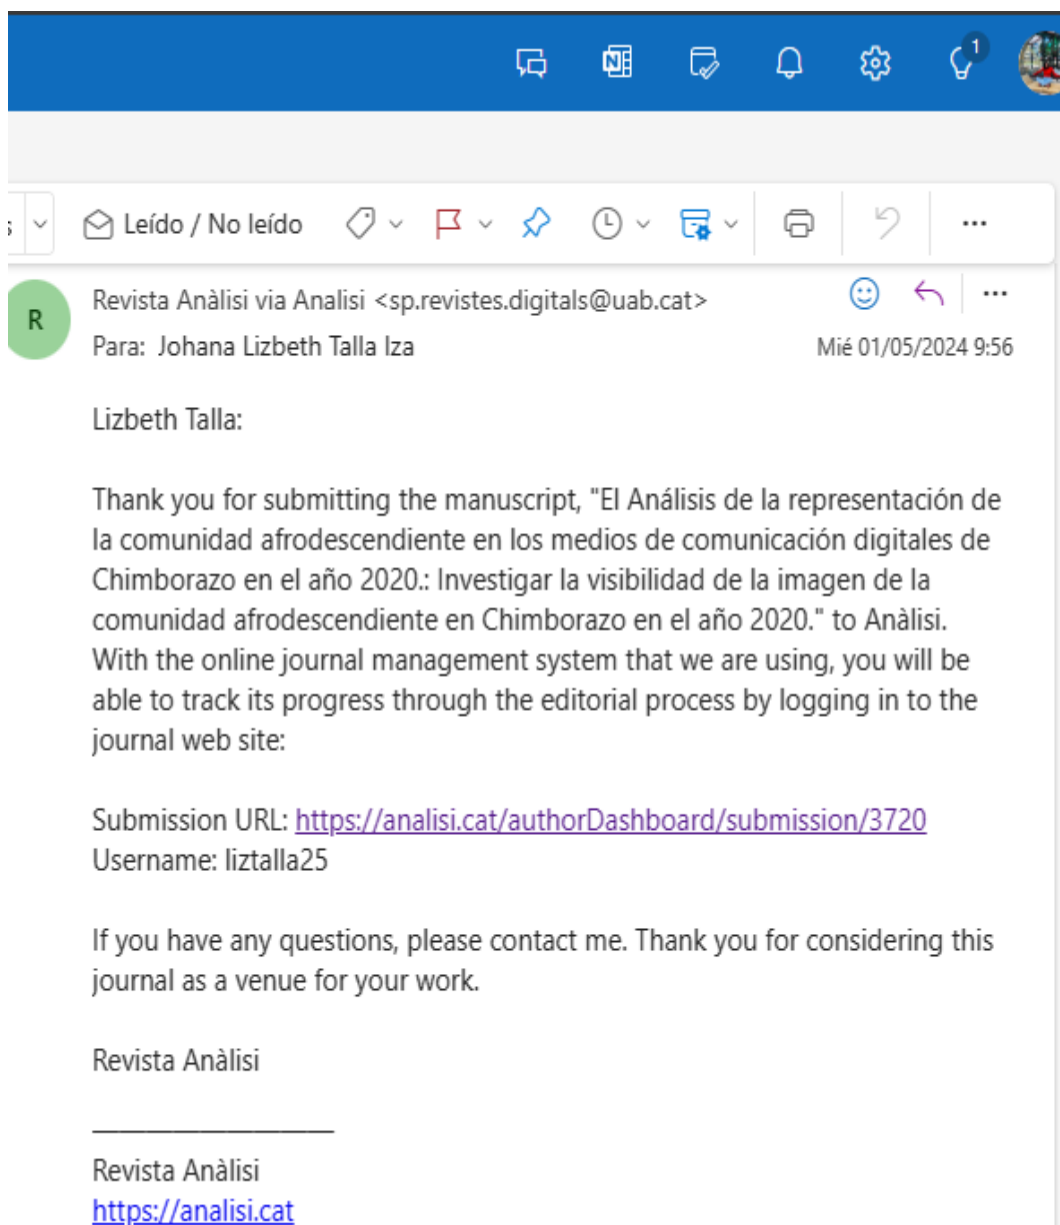 1
Leído / No leído
R
Revista Anàlisi via Analisi <sp.revistes.digitals@uab.cat>
Para: Johana Lizbeth Talla Iza
Mié 01/05/2024 9:56
Lizbeth Talla:
Thank you for submitting the manuscript, "El Análisis de la representación de
la comunidad afrodescendiente en los medios de comunicación digitales de
Chimborazo en el año 2020.: Investigar la visibilidad de la imagen de la
comunidad afrodescendiente en Chimborazo en el año 2020." to Anàlisi.
With the online journal management system that we are using, you will be
able to track its progress through the editorial process by logging in to the
journal web site:
Submission URL: https://analisi.cat/authorDashboard/submission/3720
Username: liztalla25
If you have any questions, please contact me. Thank you for considering this
journal as a venue for your work.
Revista Anàlisi
Revista Anàlisi
https://analisi.cat